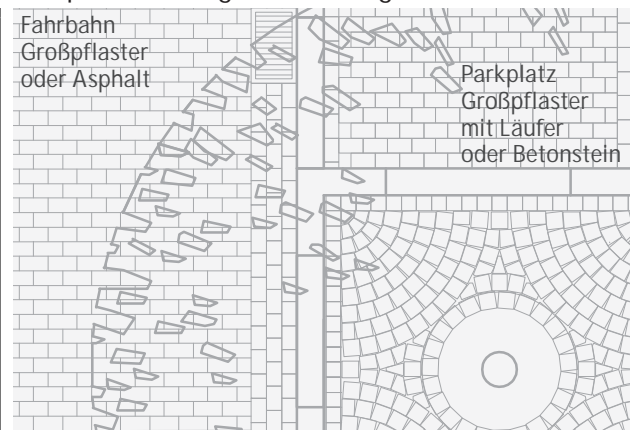 Fahrbahn
Großpflaster
oder Asphalt
Parkplatz
Großpflaster
mit Läufer
oder Betonstein